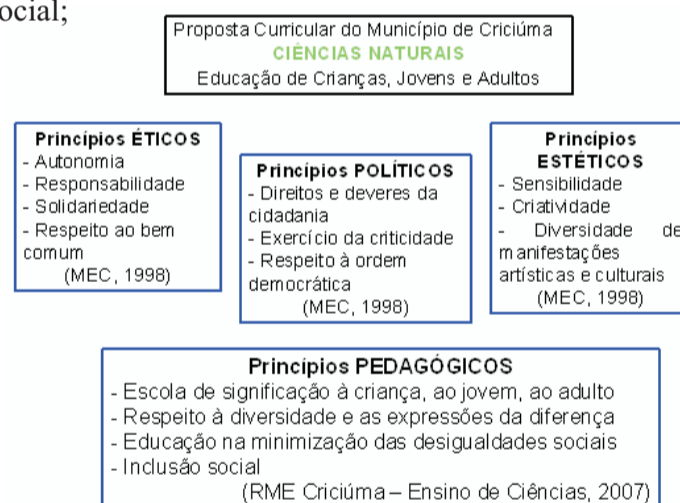 ocial;
Proposta Curricular do Município de Criciúma
CIÊNCIAS NATURAIS
Educação de Crianças, Jovens e Adultos
Princípios ÉTICOS
- Autonomia
- Responsabilidade
- Solidariedade
- Respeito ao bem
comum
(MEC, 1998)
Princípios POLÍTICOS
- Direitos e deveres da
cidadania
- Exercício da criticidade
- Respeito à ordem
democrática
(MEC, 1998)
Princípios
ESTÉTICOS
- Sensibilidade
- Criatividade
- Diversidade de
manifestações
artísticas e culturais
(MEC, 1998)
Princípios PEDAGÓGICOS
- Escola de significação à criança, ao jovem, ao adulto
- Respeito à diversidade e as expressões da diferença
- Educação na minimização das desigualdades sociais
- Inclusão social
(RME Criciúma – Ensino de Ciências, 2007)